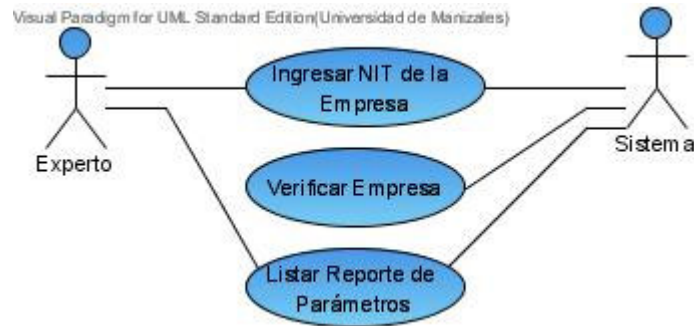 Visual Paradigm for UML Standard Edition(Universidad de Manizales)
Ingresar NIT de la
Empresa
Experto
Sistema
Verificar Empresa
Listar Reporte de
Parámetros